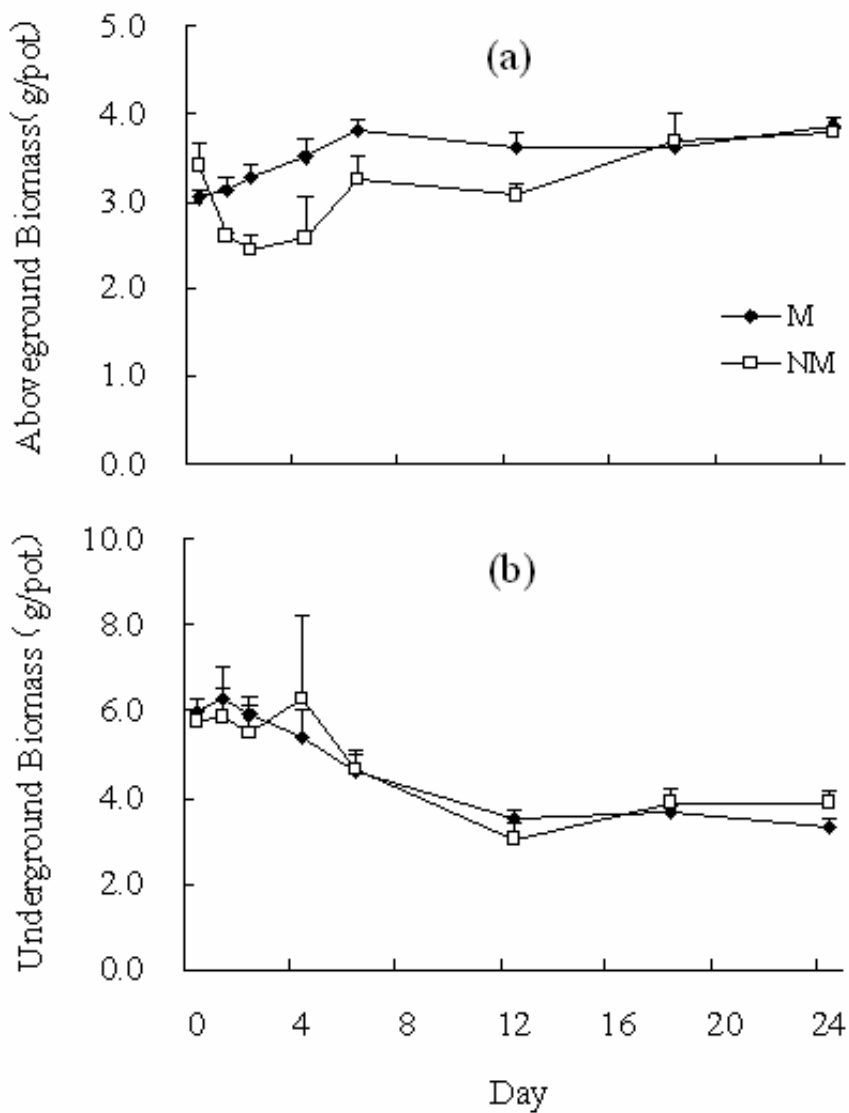 (a)
Aboveground Biomass( g/pot)
5.0
4.0
3.0
2.0
1.0
0.0
M
NM
(b)
Underground Biomass ( g/pot)
10.0
8.0
6.0
4.0
2.0
0.0
0 4 8 12 16 20 24
Day